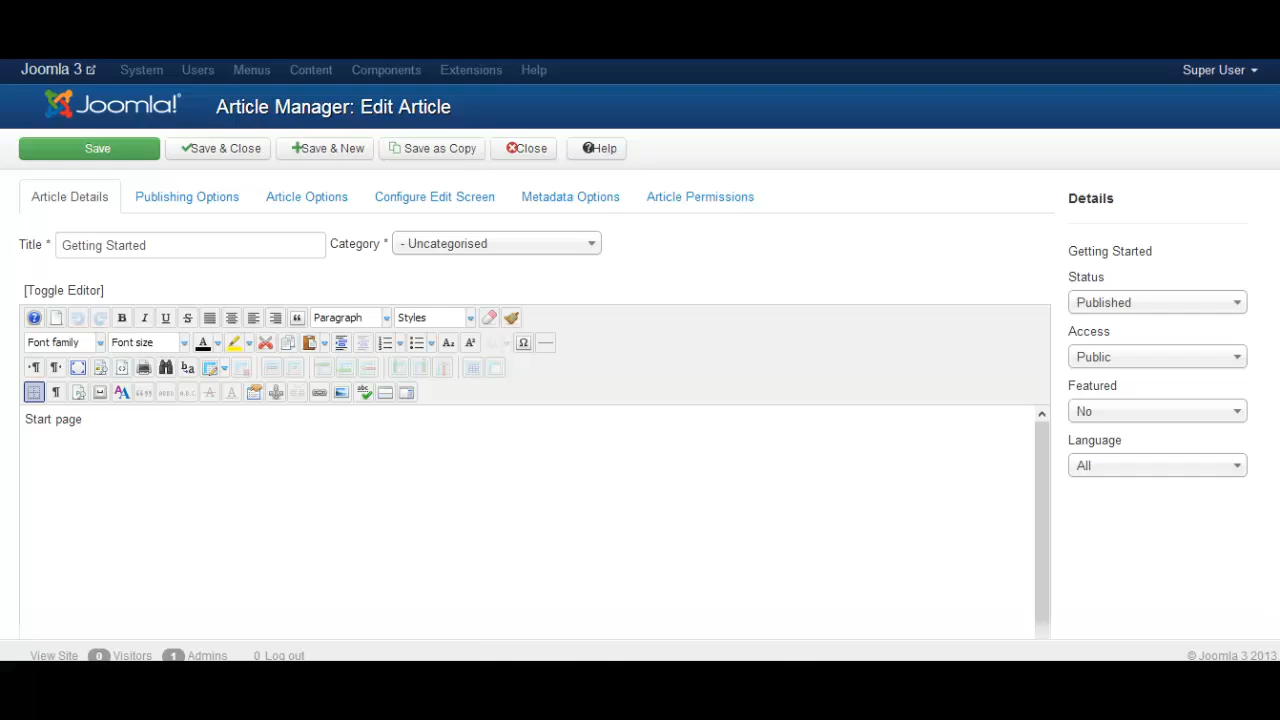 Joomla 3 System Users Menus Content Components Extensions Help Super User
Joomla!® Article Manager: Edit Article
Save Save & Close Save & New Save as Copy Close Help
Article Details Publishing Options Article Options Configure Edit Screen Metadata Options Article Permissions
Details
Title * Getting Started Category * - Uncategorised
Getting Started
Status
[Toggle Editor]
Published
Paragraph Styles
Access
Font family Font size
Public
Featured
No
Start page
Language
All
View Site 0 Visitors 1 Admins 0 Log out © Joomla 3 2013